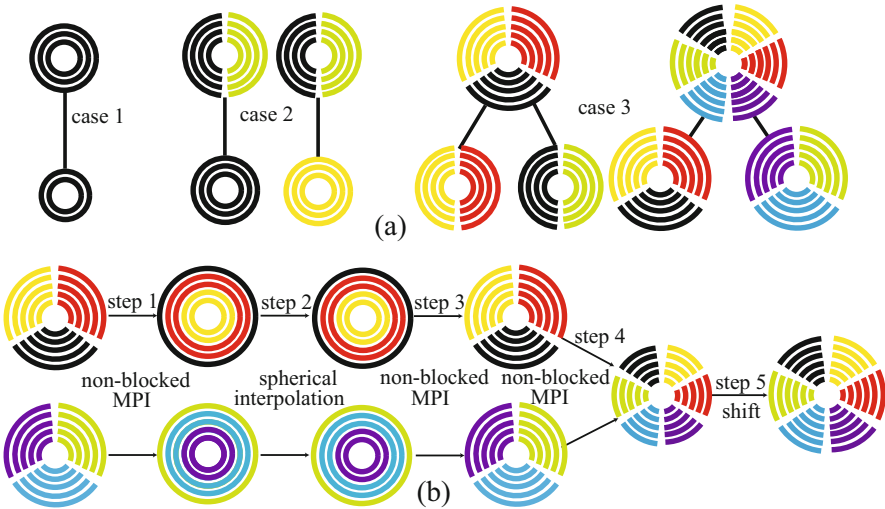 case 1
case 2
case 3
(a)
step 1
step 2
step 3
step 4
non-blocked
MPI
spherical
interpolation
non-blocked
MPI
non-blocked
MPI
step 5
shift
(b)